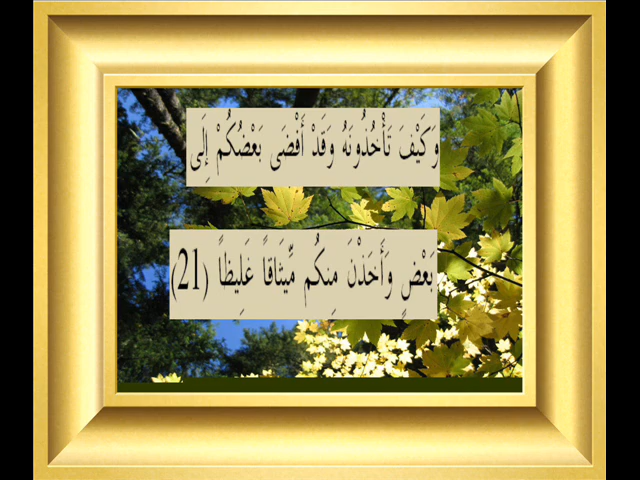 وَكَيْفَ تَأْخُذُونَهُ وَقَدْ أَفْضَى بَعْضُكُمْ إِلَى
بَعْضٍ وَأَخَذْنَ مِنكُم مِّيثَاقًا غَلِيظًا (21)